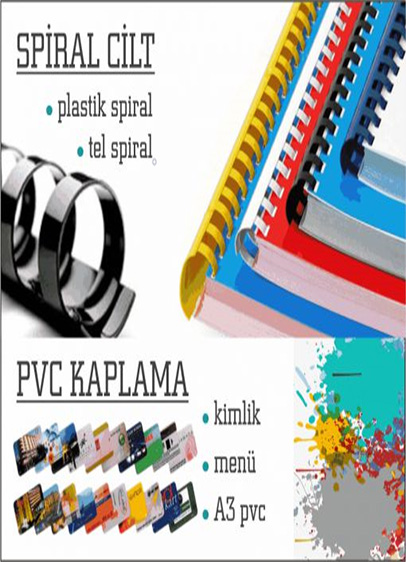 SPİRAL CİLT
• plastik spiral
• tel spiral
PVC KAPLAMA
• kimlik
• menü
• A3 pvc